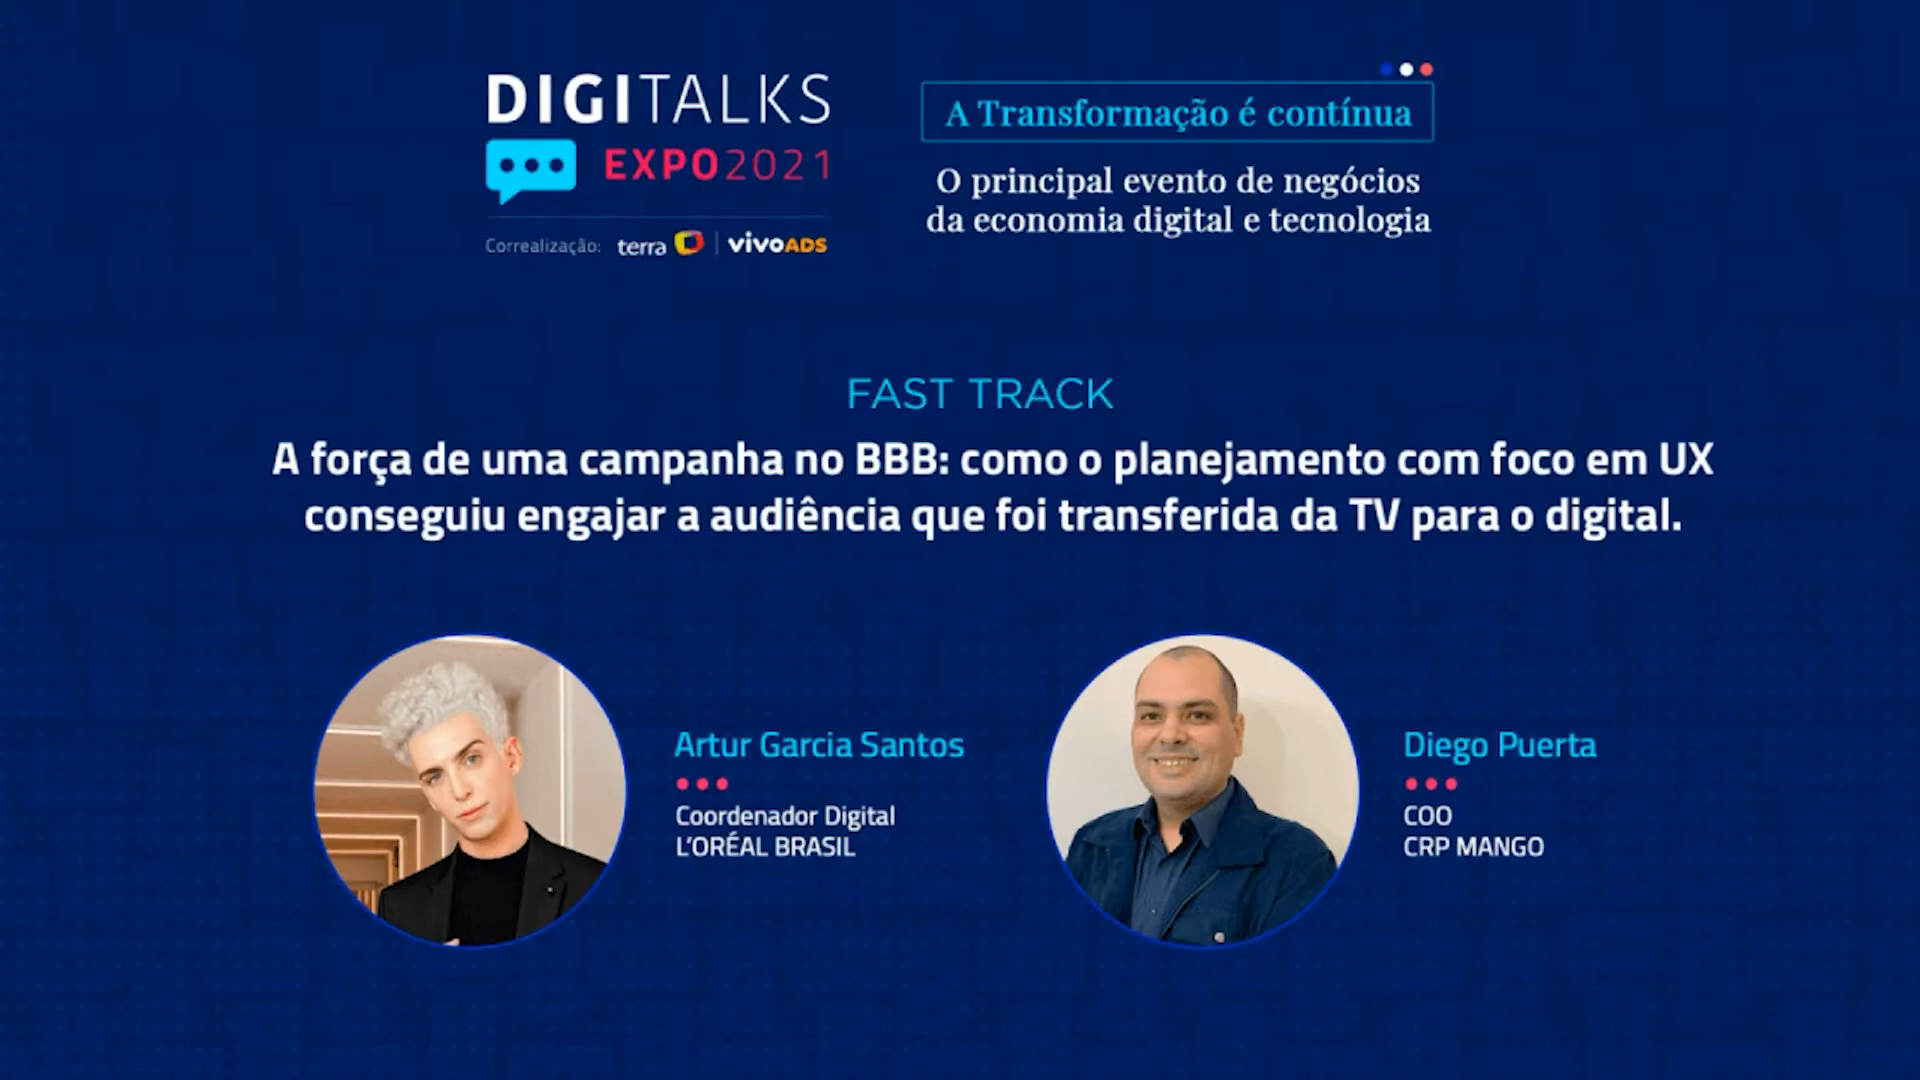 DIGITALKS
EXPO2021
Correalização: terra | vivoADS
A Transformação é contínua
O principal evento de negócios
da economia digital e tecnologia
FAST TRACK
A força de uma campanha no BBB: como o planejamento com foco em UX
conseguiu engajar a audiência que foi transferida da TV para o digital.
Artur Garcia Santos
Coordenador Digital
L'ORÉAL BRASIL
Diego Puerta
COO
CRP MANGO